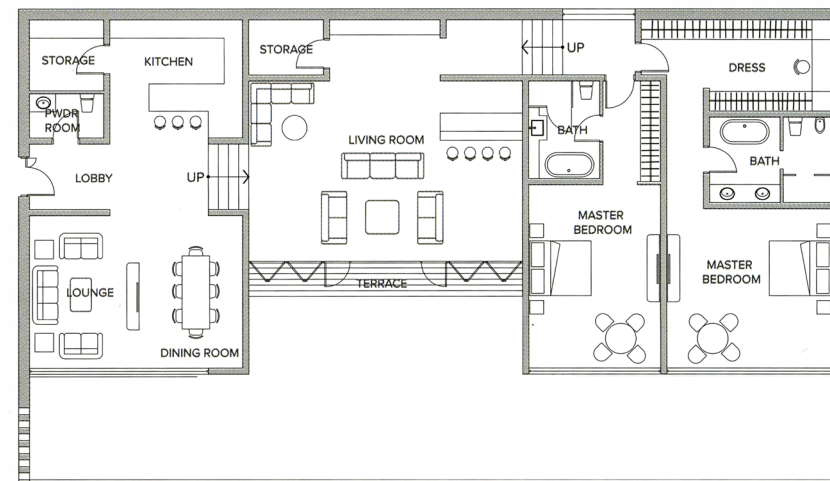 STORAGE
KITCHEN
STORAGE
UP
DRESS
PWDR
ROOM
BATH
LIVING ROOM
BATH
LOBBY
UP
MASTER
BEDROOM
MASTER
BEDROOM
LOUNGE
TERRACE
DINING ROOM